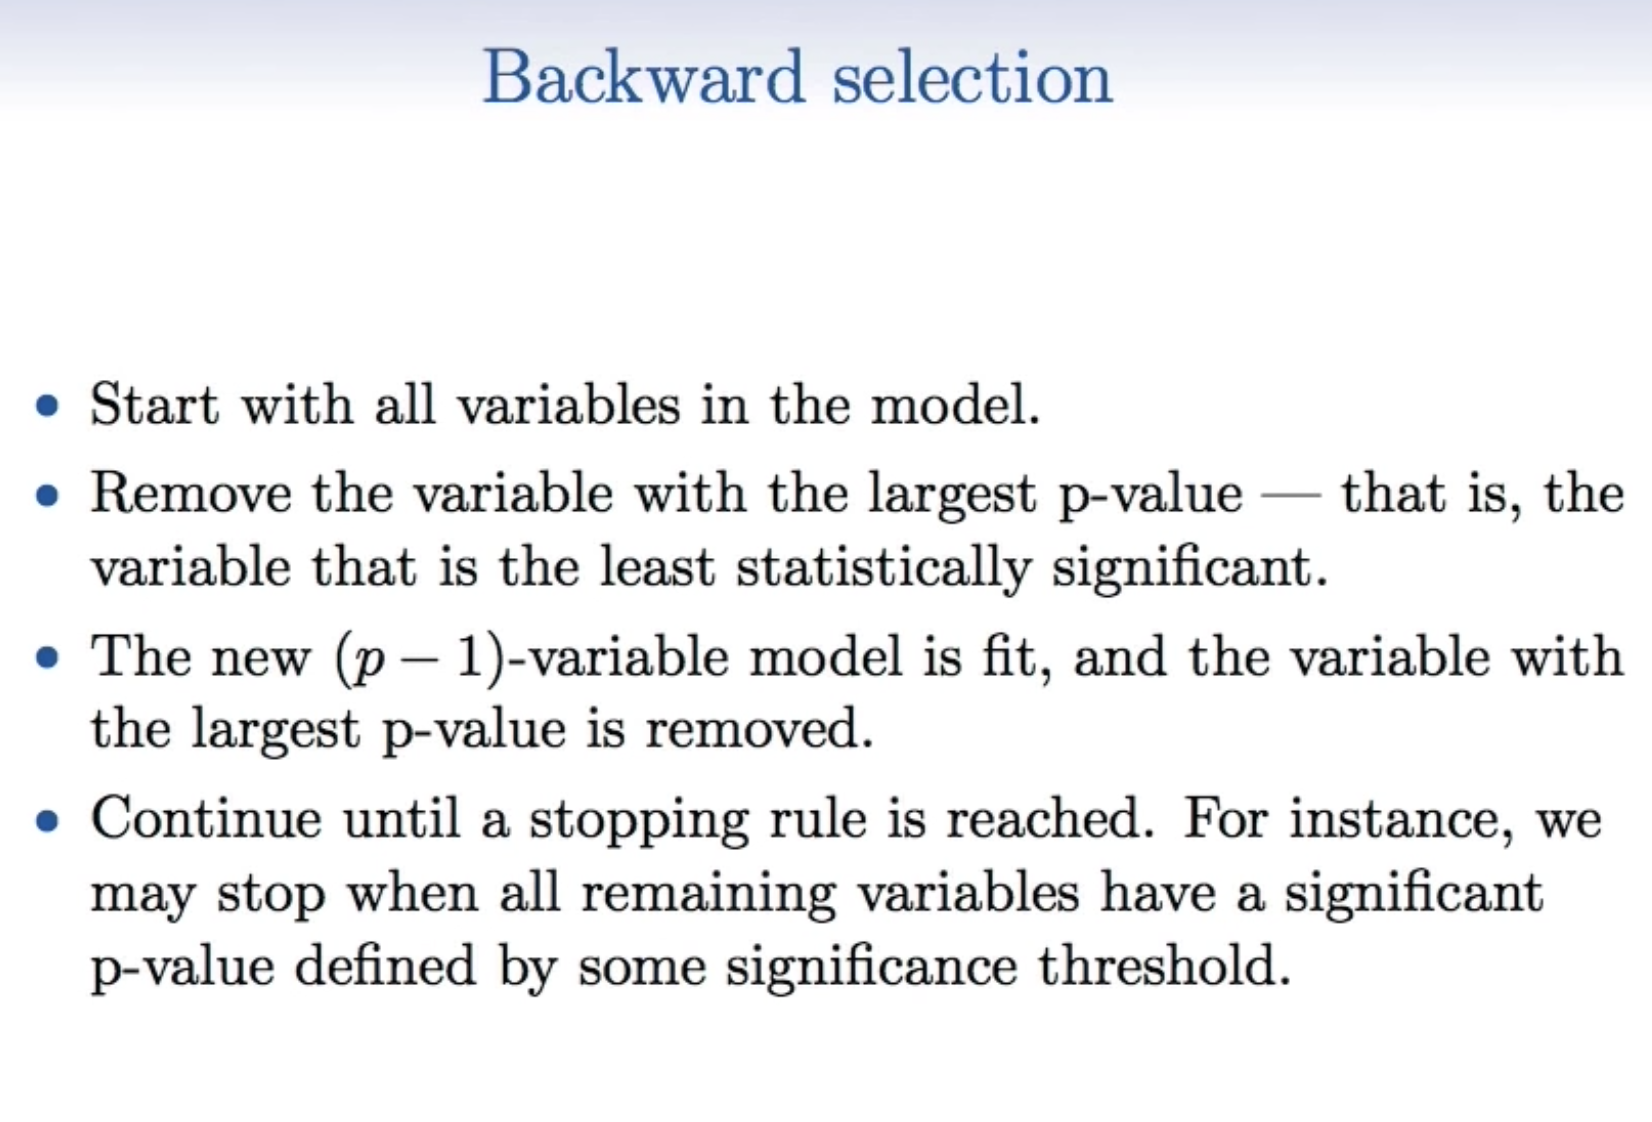 Backward selection
• Start with all variables in the model.
• Remove the variable with the largest p-value — that is, the
variable that is the least statistically significant.
• The new (p − 1)-variable model is fit, and the variable with
the largest p-value is removed.
• Continue until a stopping rule is reached. For instance, we
may stop when all remaining variables have a significant
p-value defined by some significance threshold.